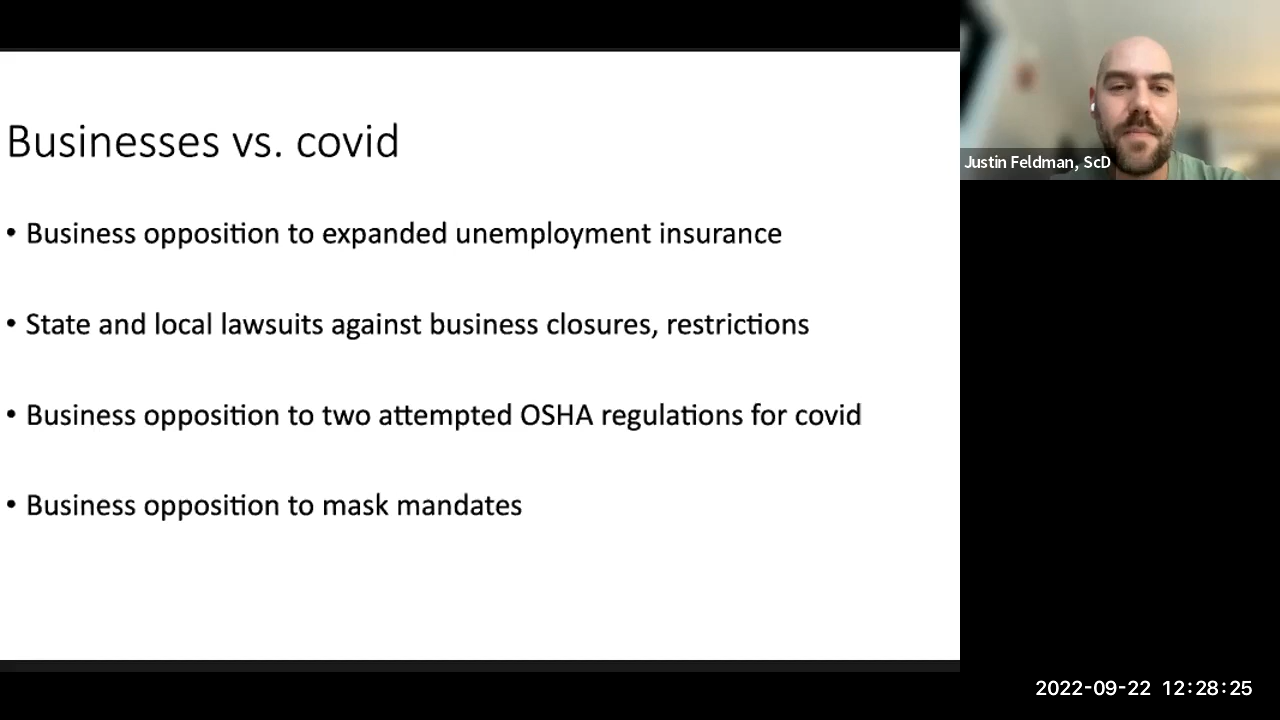 Businesses vs. covid
• Business opposition to expanded unemployment insurance
• State and local lawsuits against business closures, restrictions
• Business opposition to two attempted OSHA regulations for covid
• Business opposition to mask mandates
Justin Feldman, ScD
2022-09-22 12:28:25